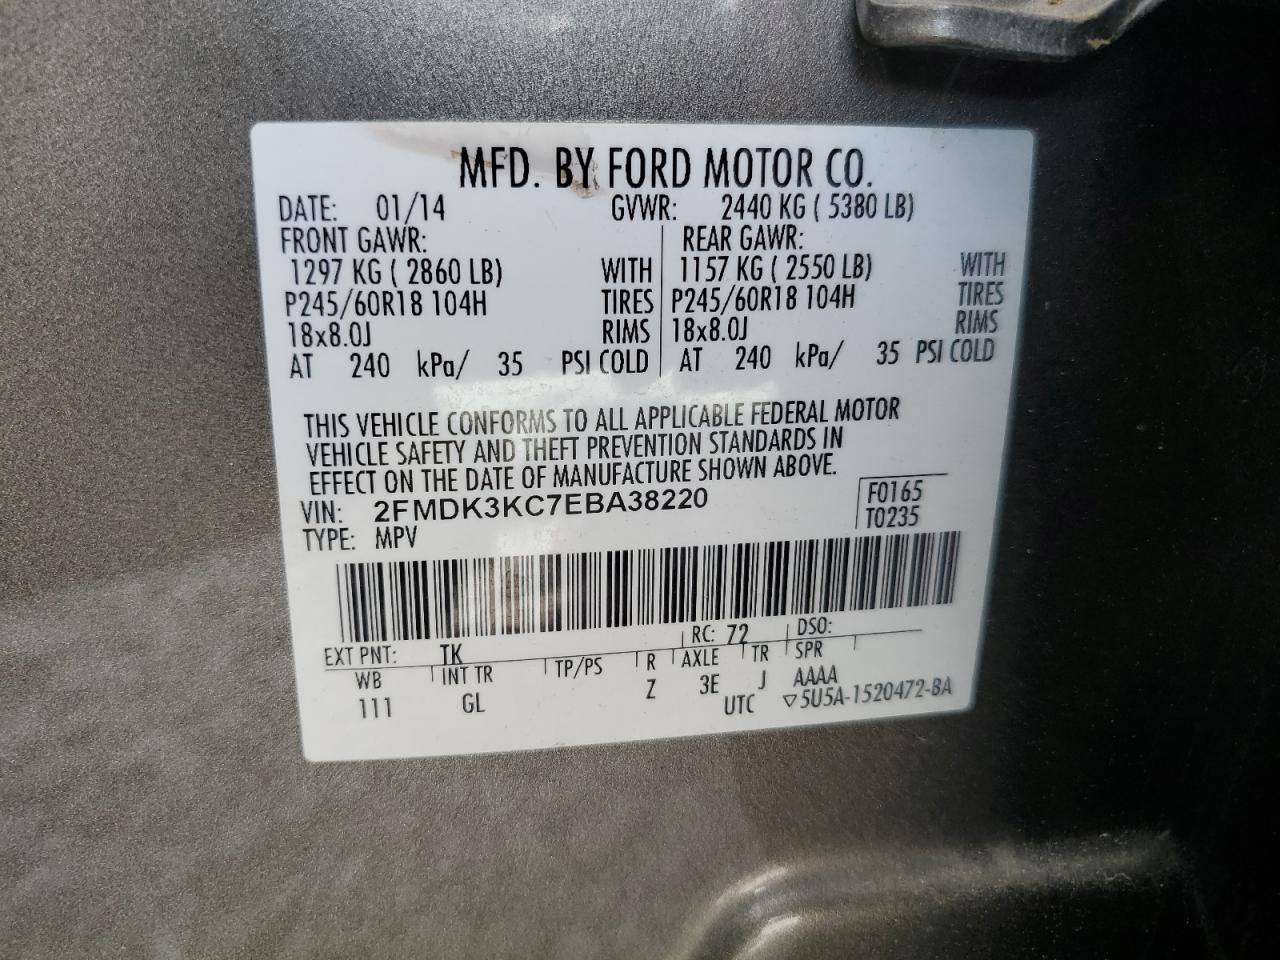 MFD. BY FORD MOTOR CO.
DATE: 01/14 GVWR: 2440 KG ( 5380 LB)
FRONT GAWR: REAR GAWR:
1297 KG ( 2860 LB) WITH 1157 KG ( 2550 LB) WITH
P245/60R18 104H TIRES P245/60R18 104H TIRES
18x8.0J RIMS 18x8.0J RIMS
AT 240 kPa/ 35 PSI COLD AT 240 kPa/ 35 PSI COLD
THIS VEHICLE CONFORMS TO ALL APPLICABLE FEDERAL MOTOR
VEHICLE SAFETY AND THEFT PREVENTION STANDARDS IN
EFFECT ON THE DATE OF MANUFACTURE SHOWN ABOVE.
VIN: 2FMDK3KC7EBA38220 F0165
TYPE: MPV T0235
EXT PNT: TK RC: 72 DSO:
WB INT TR TP/PS R AXLE TR SPR
111 GL Z 3E J AAAA
UTC ▽5U5A-1520472-BA